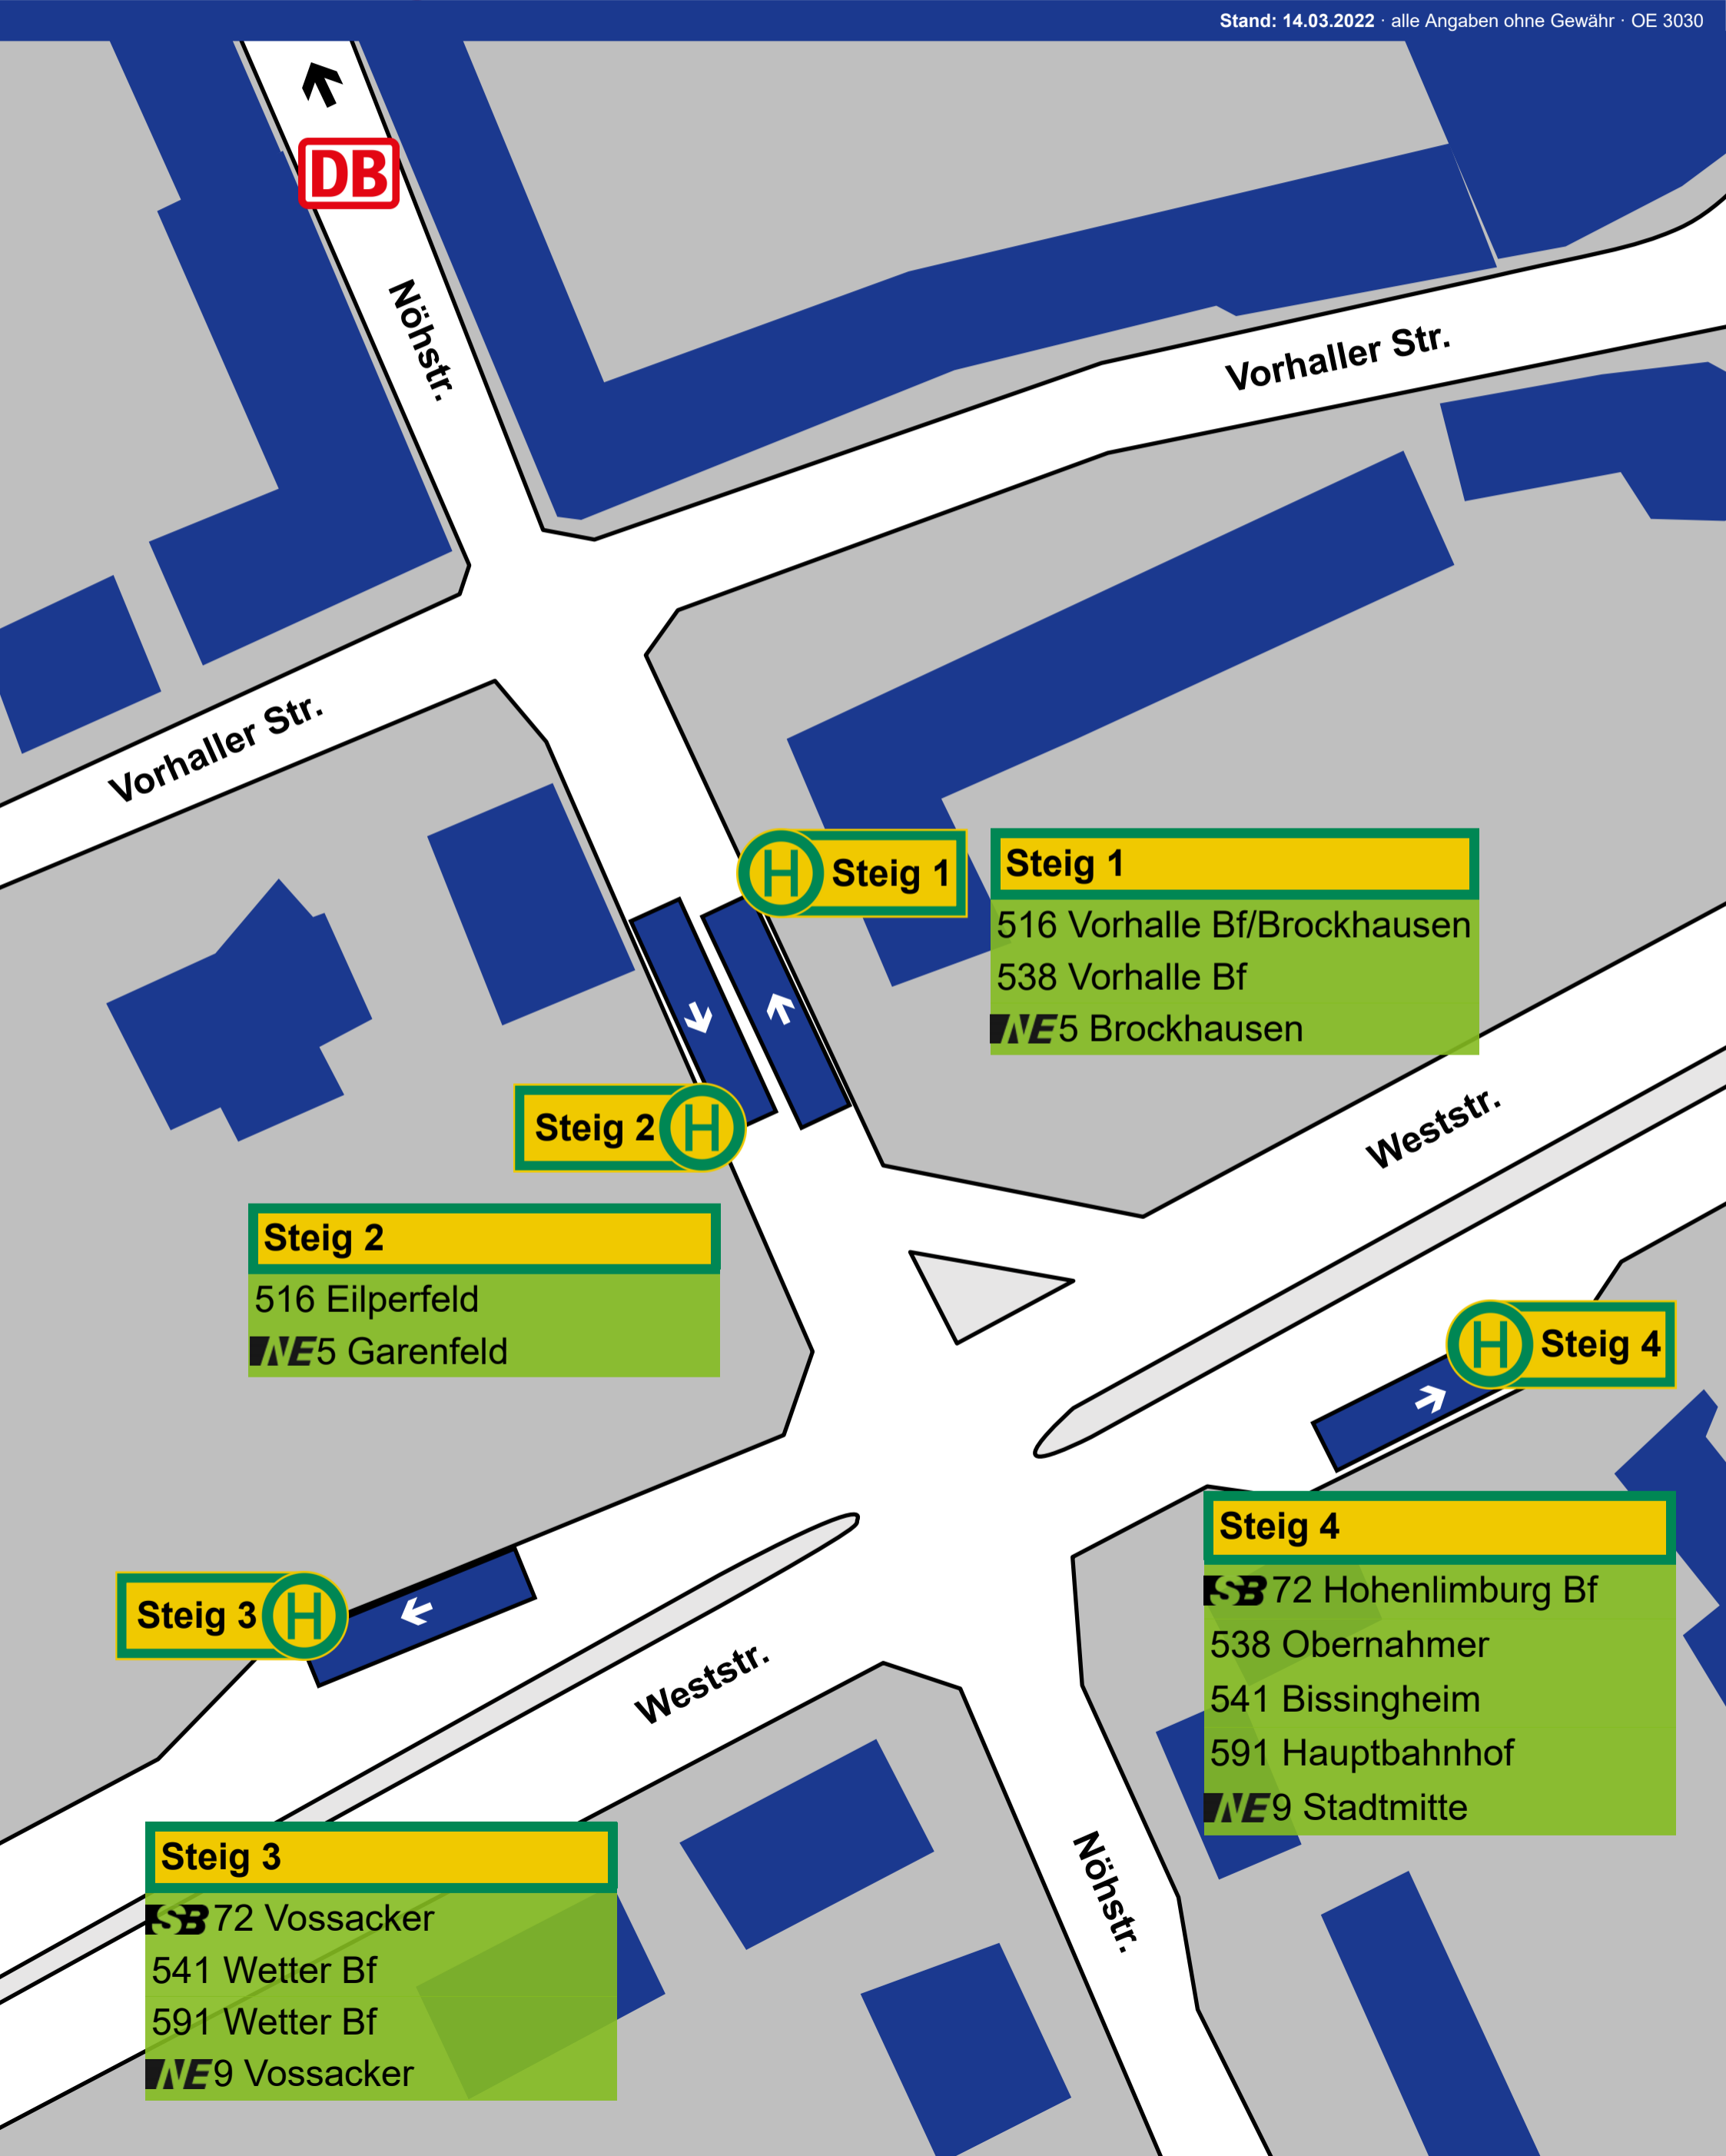 Stand: 14.03.2022 · alle Angaben ohne Gewähr · OE 3030
DB
Nöhstr.
Vorhaller Str.
Vorhaller Str.
H Steig 1
Steig 1
516 Vorhalle Bf/Brockhausen
538 Vorhalle Bf
NE5 Brockhausen
Steig 2 H
Weststr.
Steig 2
516 Eilperfeld
NE5 Garenfeld
H Steig 4
Steig 4
SB72 Hohenlimburg Bf
538 Obernahmer
541 Bissingheim
591 Hauptbahnhof
NE9 Stadtmitte
Steig 3 H
Weststr.
Nöhstr.
Steig 3
SB72 Vossacker
541 Wetter Bf
591 Wetter Bf
NE9 Vossacker